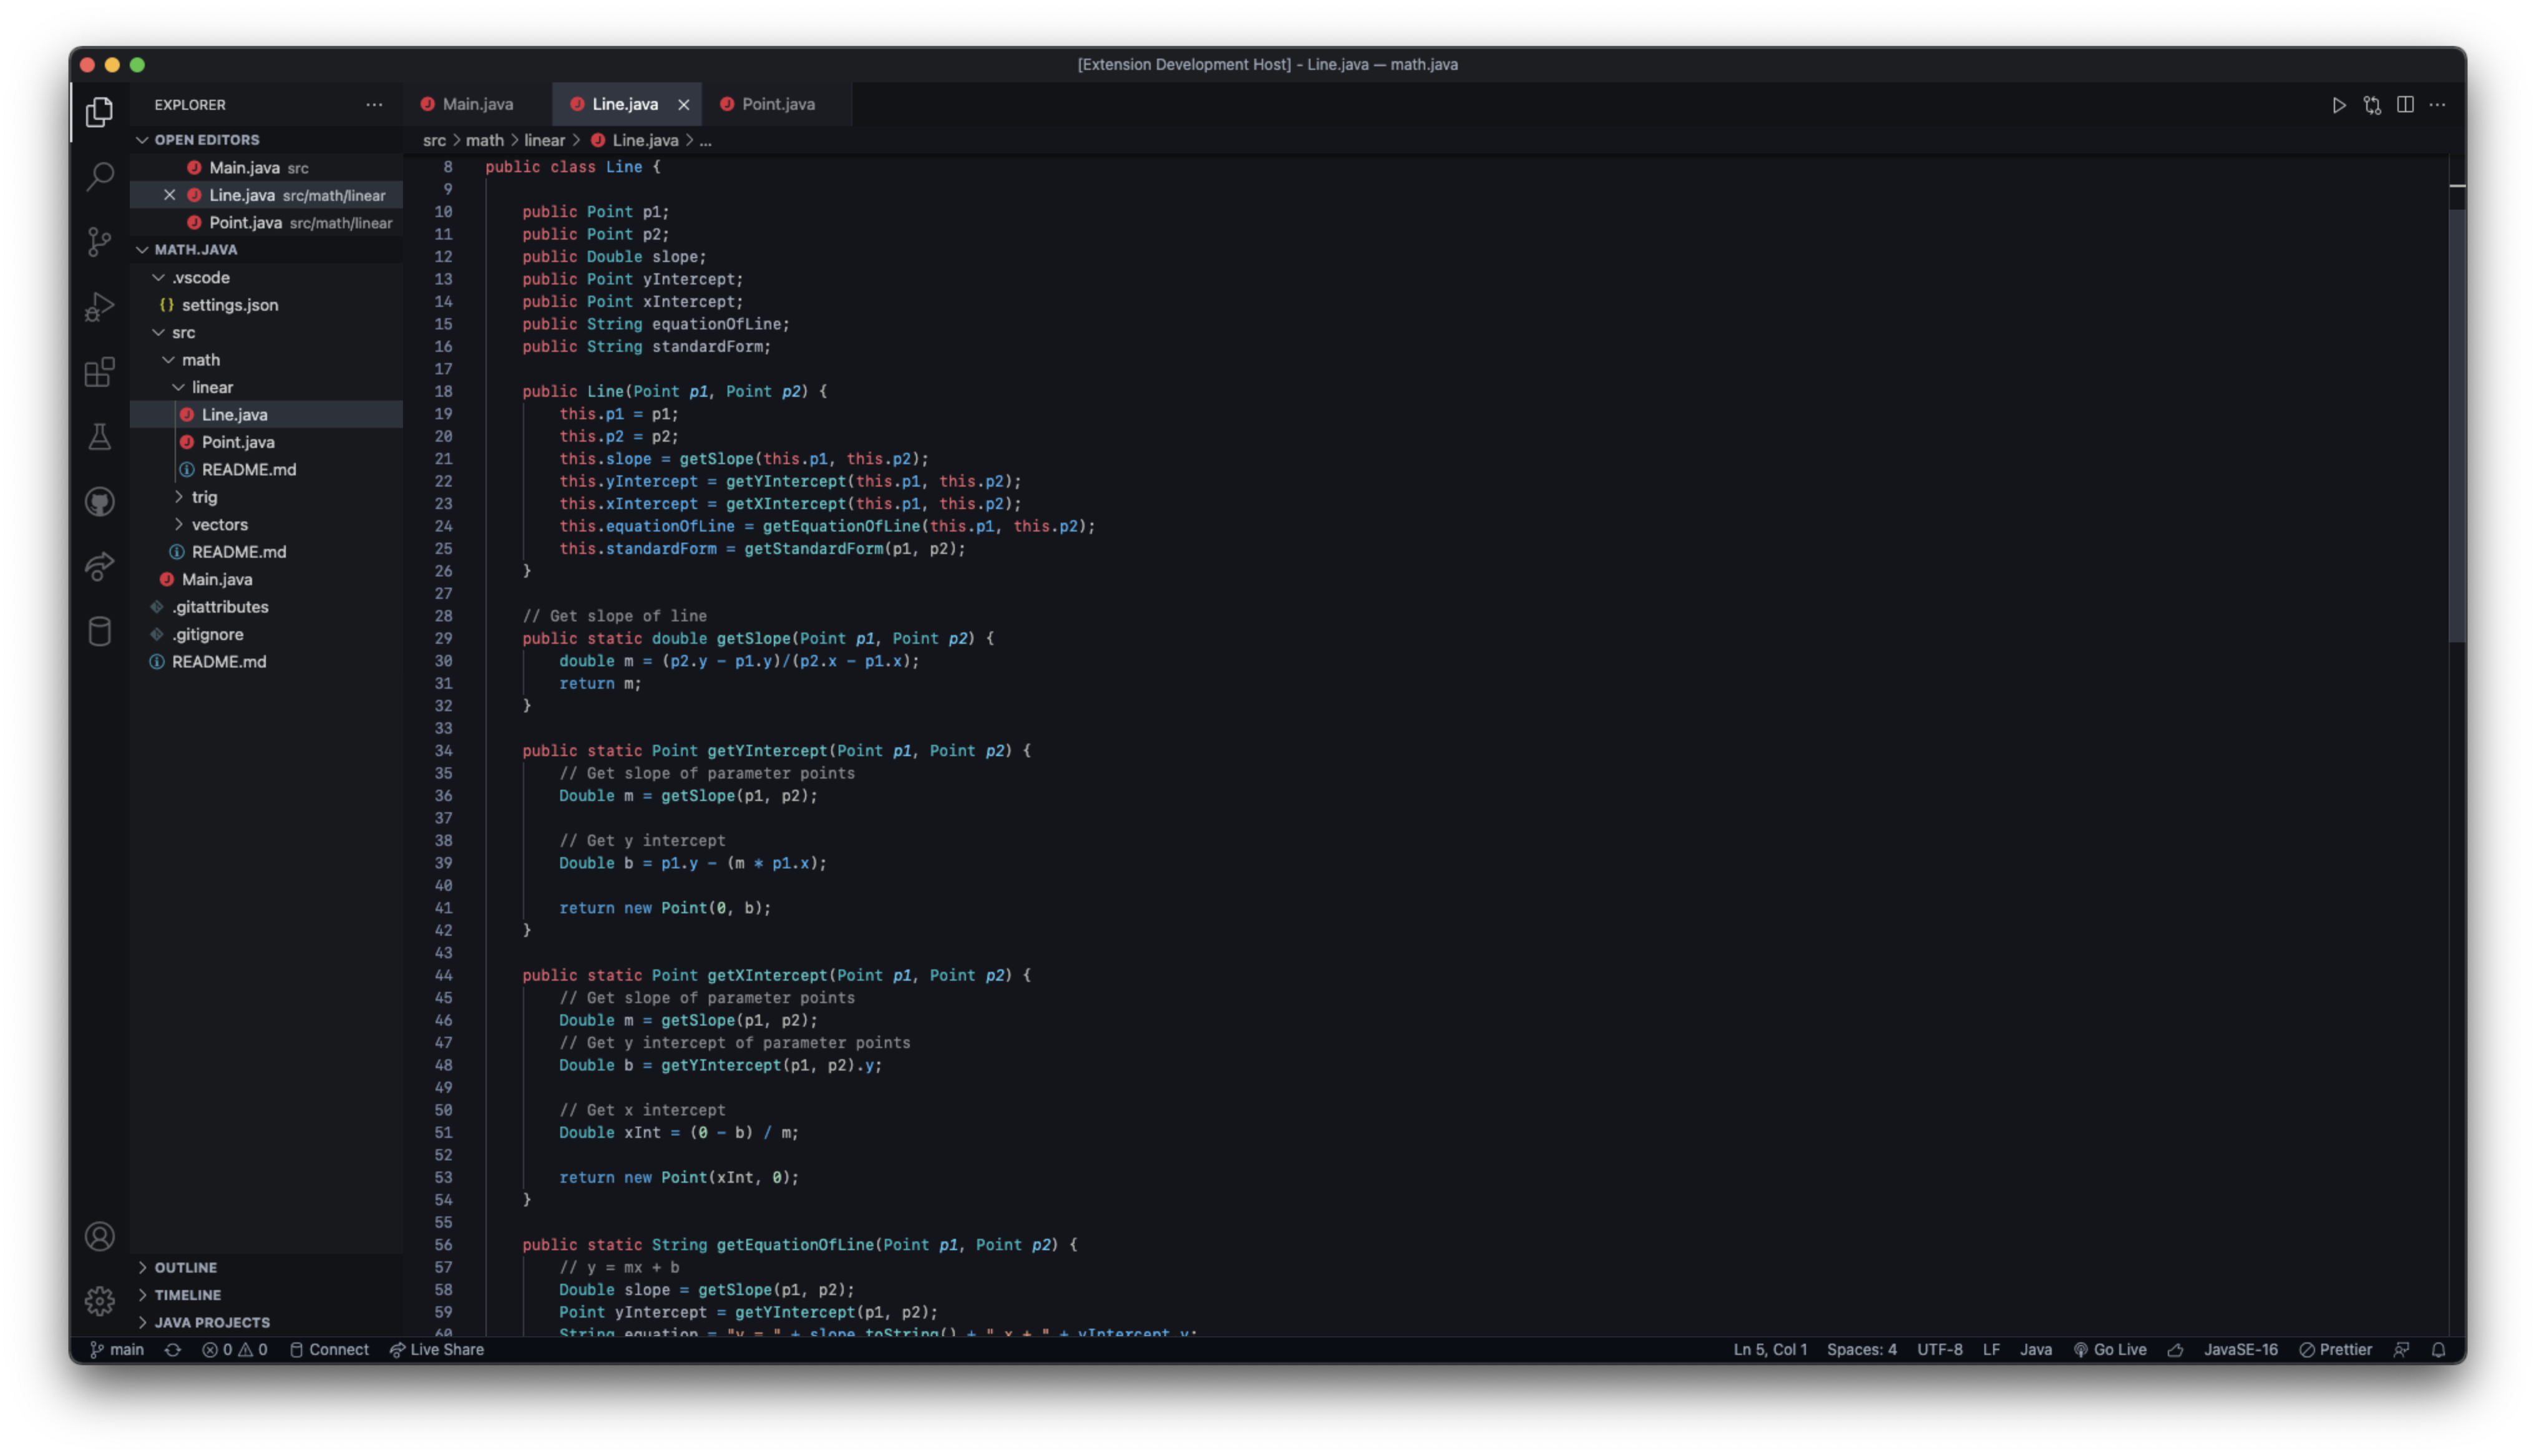 [Extension Development Host] - Line.java — math.java
EXPLORER
OPEN EDITORS
Main.java src
Line.java src/math/linear
Point.java src/math/linear
MATH.JAVA
.vscode
{} settings.json
src
math
linear
Line.java
Point.java
README.md
trig
vectors
README.md
Main.java
.gitattributes
.gitignore
README.md
OUTLINE
TIMELINE
JAVA PROJECTS
Main.java Line.java Point.java
src > math > linear > Line.java > ...
8 public class Line {
9
10 public Point p1;
11 public Point p2;
12 public Double slope;
13 public Point yIntercept;
14 public Point xIntercept;
15 public String equationOfLine;
16 public String standardForm;
17
18 public Line(Point p1, Point p2) {
19 this.p1 = p1;
20 this.p2 = p2;
21 this.slope = getSlope(this.p1, this.p2);
22 this.yIntercept = getYIntercept(this.p1, this.p2);
23 this.xIntercept = getXIntercept(this.p1, this.p2);
24 this.equationOfLine = getEquationOfLine(this.p1, this.p2);
25 this.standardForm = getStandardForm(p1, p2);
26 }
27
28 // Get slope of line
29 public static double getSlope(Point p1, Point p2) {
30 double m = (p2.y - p1.y)/(p2.x - p1.x);
31 return m;
32 }
33
34 public static Point getYIntercept(Point p1, Point p2) {
35 // Get slope of parameter points
36 Double m = getSlope(p1, p2);
37
38 // Get y intercept
39 Double b = p1.y - (m * p1.x);
40
41 return new Point(0, b);
42 }
43
44 public static Point getXIntercept(Point p1, Point p2) {
45 // Get slope of parameter points
46 Double m = getSlope(p1, p2);
47 // Get y intercept of parameter points
48 Double b = getYIntercept(p1, p2).y;
49
50 // Get x intercept
51 Double xInt = (0 - b) / m;
52
53 return new Point(xInt, 0);
54 }
55
56 public static String getEquationOfLine(Point p1, Point p2) {
57 // y = mx + b
58 Double slope = getSlope(p1, p2);
59 Point yIntercept = getYIntercept(p1, p2);
60 String equation = "y = " + slope.toString() + " x + " + yIntercept.y;
main 0 0 Connect Live Share Ln 5, Col 1 Spaces: 4 UTF-8 LF Java Go Live JavaSE-16 Prettier